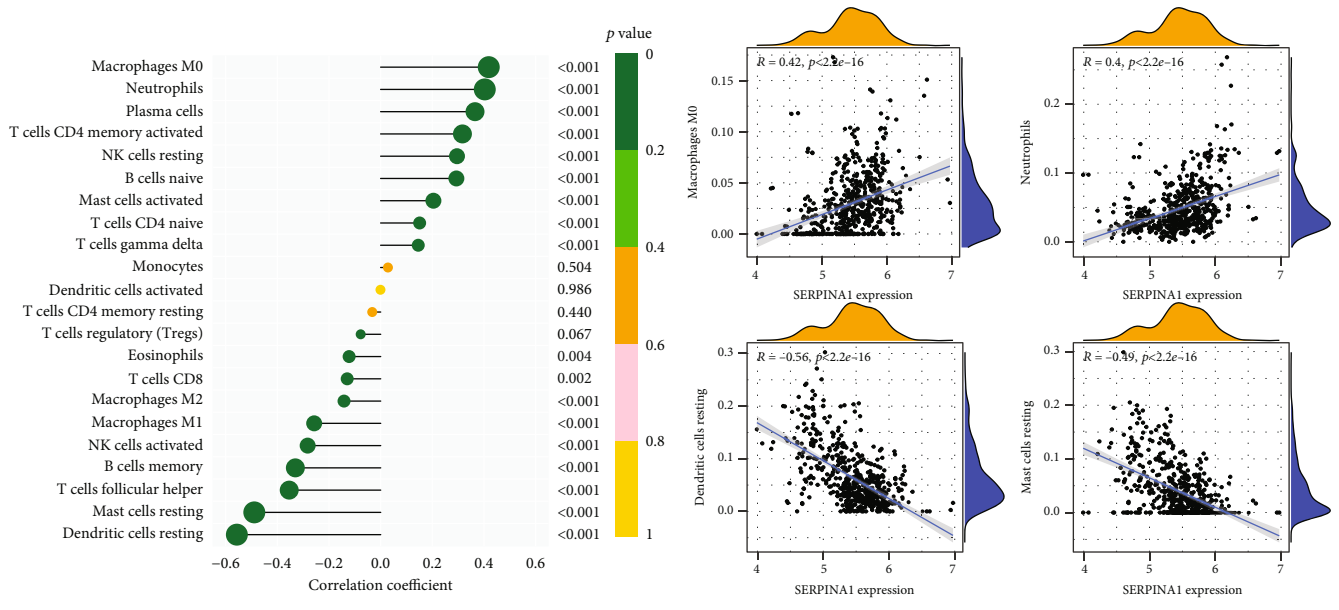 p value
Macrophages M0 <0.001
Neutrophils <0.001
Plasma cells <0.001
T cells CD4 memory activated <0.001
NK cells resting <0.001
B cells naive <0.001
Mast cells activated <0.001
T cells CD4 naive <0.001
T cells gamma delta <0.001
Monocytes 0.504
Dendritic cells activated 0.986
T cells CD4 memory resting 0.440
T cells regulatory (Tregs) 0.067
Eosinophils 0.004
T cells CD8 0.002
Macrophages M2 <0.001
Macrophages M1 <0.001
NK cells activated <0.001
B cells memory <0.001
T cells follicular helper <0.001
Mast cells resting <0.001
Dendritic cells resting <0.001
−0.6 −0.4 −0.2 0.0 0.2 0.4 0.6
Correlation coefficient
0
0.2
0.4
0.6
0.8
1
R = 0.42, p<2.2e−16
Macrophages M0
0.15
0.10
0.05
0.00
4 5 6 7
SERPINA1 expression
R = 0.4, p<2.2e−16
Neutrophils
0.2
0.1
0.0
4 5 6 7
SERPINA1 expression
R = −0.56, p<2.2e−16
Dendritic cells resting
0.3
0.2
0.1
0.0
4 5 6 7
SERPINA1 expression
R = −0.49, p<2.2e−16
Mast cells resting
0.3
0.2
0.1
0.0
4 5 6 7
SERPINA1 expression